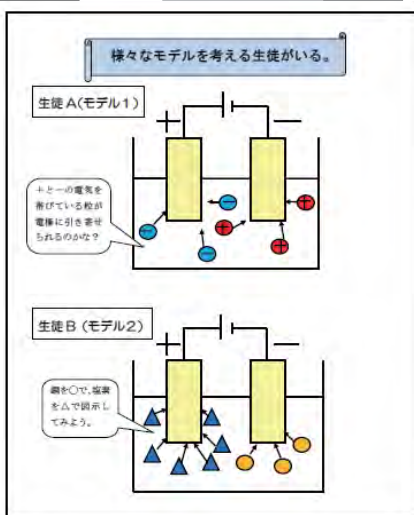 様々なモデルを考える生徒がいる。
生徒A(モデル1)
+
−
+と−の電気を
帯びている粒が
電極に引き寄せ
られるのかな?
−
−
−
+
+
+
生徒B(モデル2)
+
−
銅を○で、塩素
を△で図示し
てみよう。